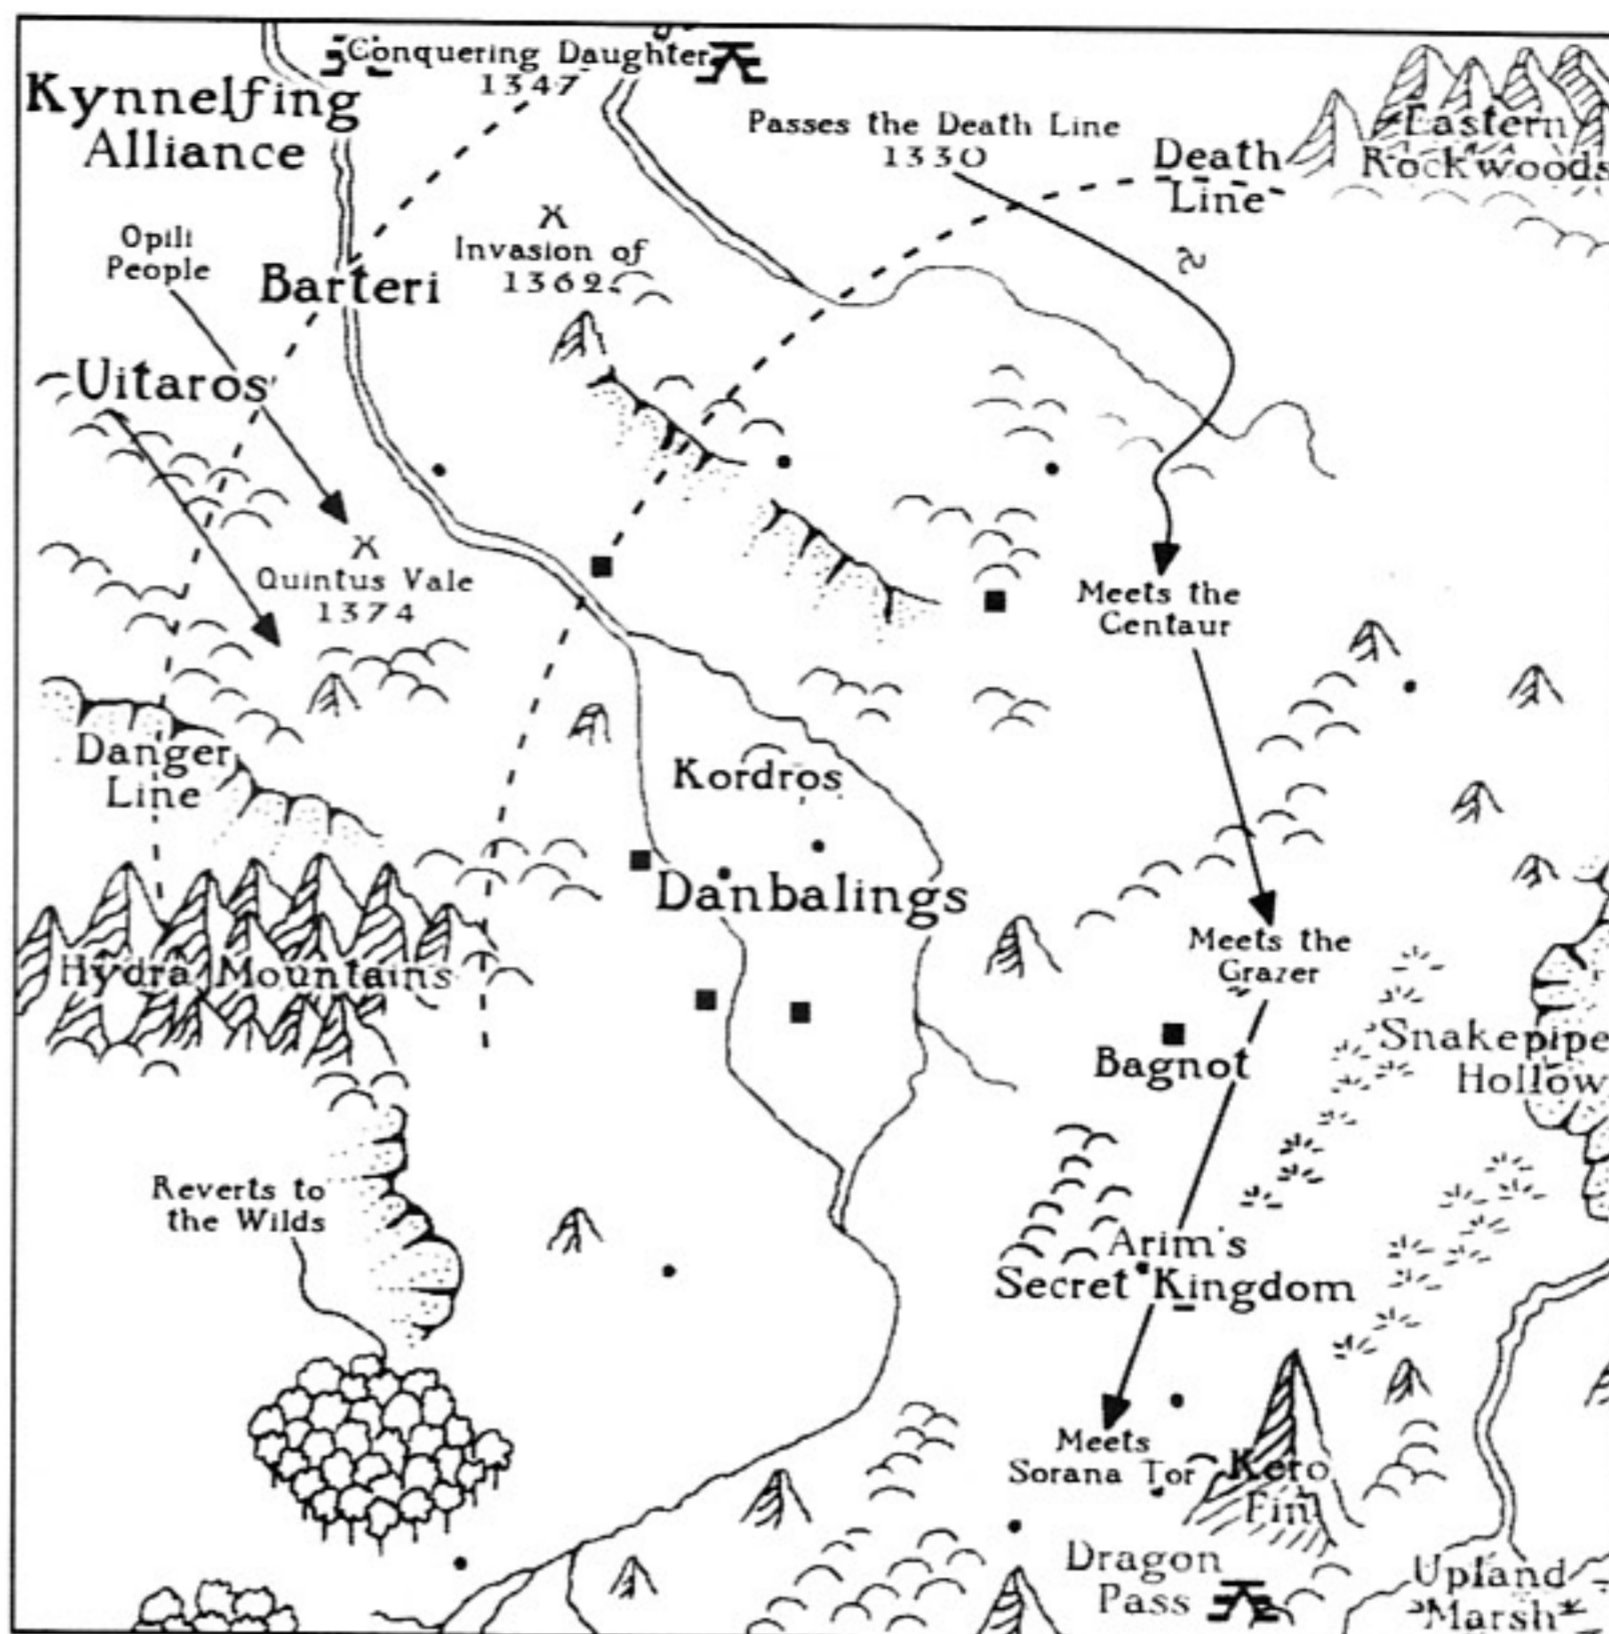 Conquering Daughter
1347
Kynnelfing
Alliance
Passes the Death Line
1330
Death
Line
Eastern
Rockwoods
Opili
People
Invasion of
1362
Barteri
Uitaros
Quintus Vale
1374
Meets the
Centaur
Danger
Line
Kordros
Danbalings
Hydra Mountains
Meets the
Grazer
Snakepipe
Hollow
Bagnot
Reverts to
the Wilds
Arim's
Secret Kingdom
Meets
Sorana Tor
Kero
Fin
Dragon
Pass
Upland
Marsh